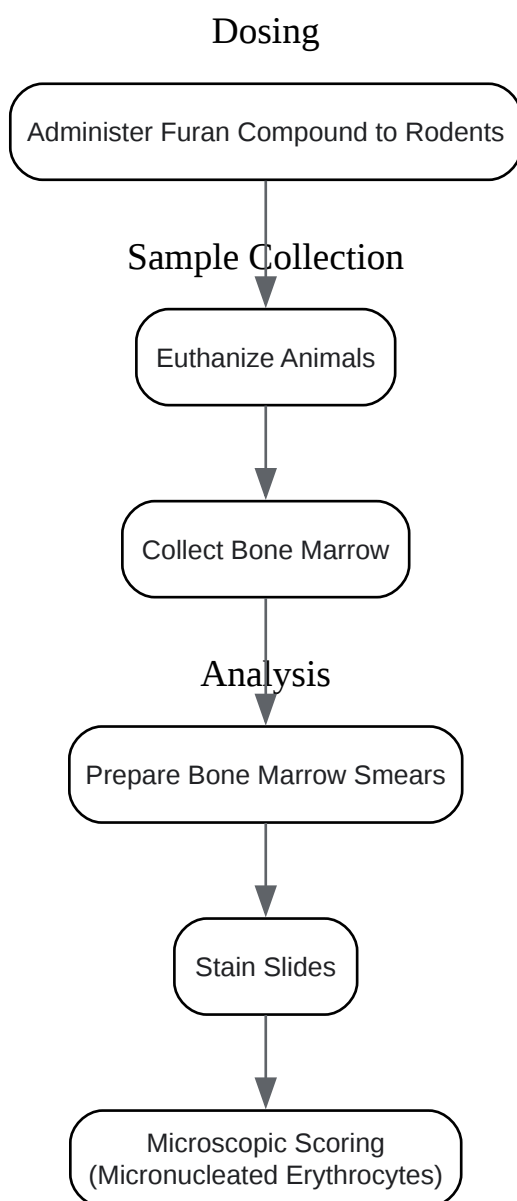 Dosing
Administer Furan Compound to Rodents
Sample Collection
Euthanize Animals
Collect Bone Marrow
Analysis
Prepare Bone Marrow Smears
Stain Slides
Microscopic Scoring
(Micronucleated Erythrocytes)